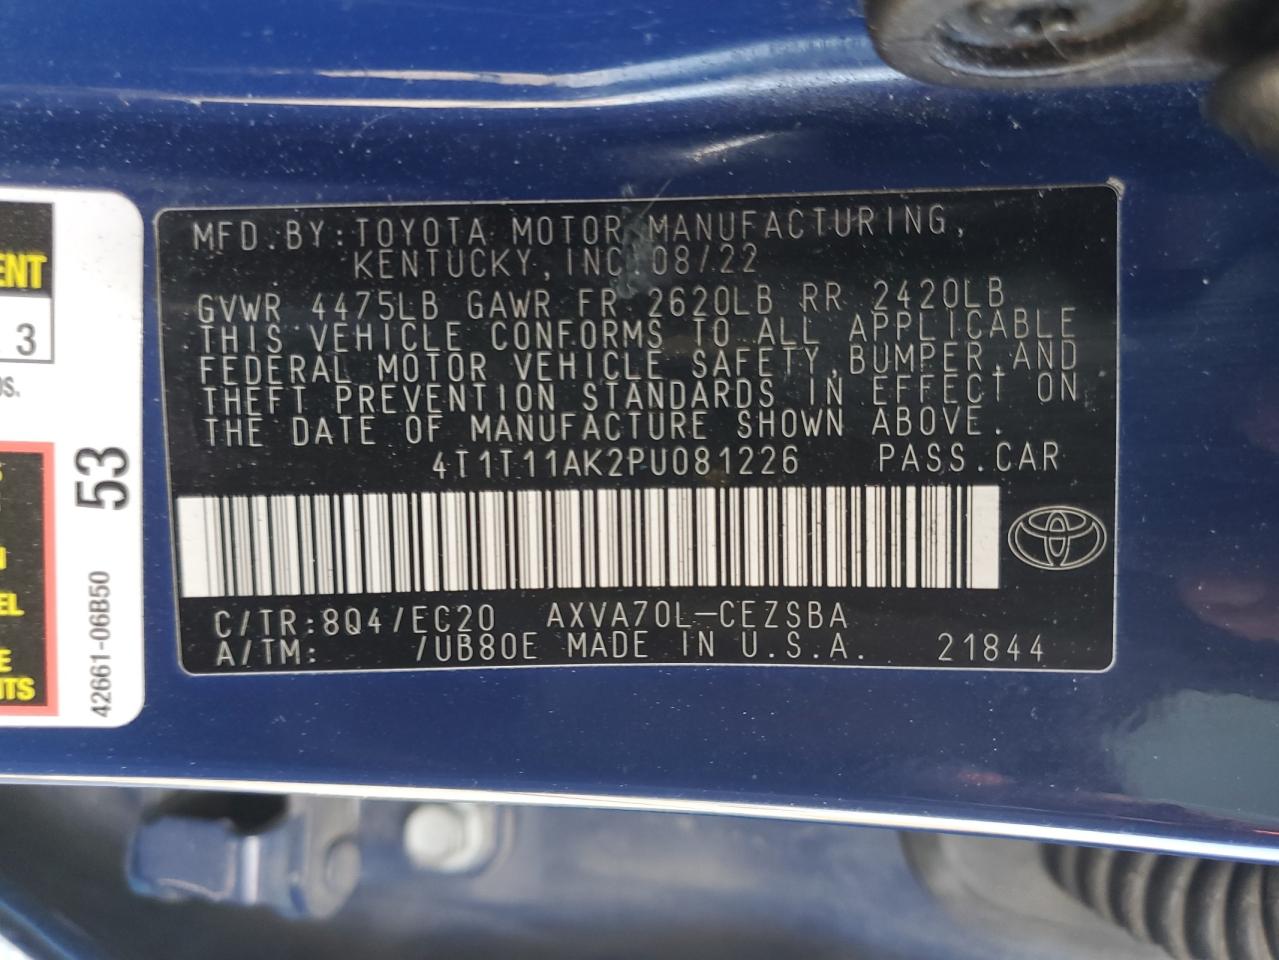 MFD.BY:TOYOTA MOTOR MANUFACTURING,
KENTUCKY,INC. 08/22
GVWR 4475LB GAWR FR 2620LB RR 2420LB
THIS VEHICLE CONFORMS TO ALL APPLICABLE
FEDERAL MOTOR VEHICLE SAFETY,BUMPER,AND
THEFT PREVENTION STANDARDS IN EFFECT ON
THE DATE OF MANUFACTURE SHOWN ABOVE.
4T1T11AK2PU081226 PASS.CAR
C/TR:8Q4/EC20 AXVA70L-CEZSBA
A/TM: /UB80E MADE IN U.S.A. 21844
53
42661-06B50
3